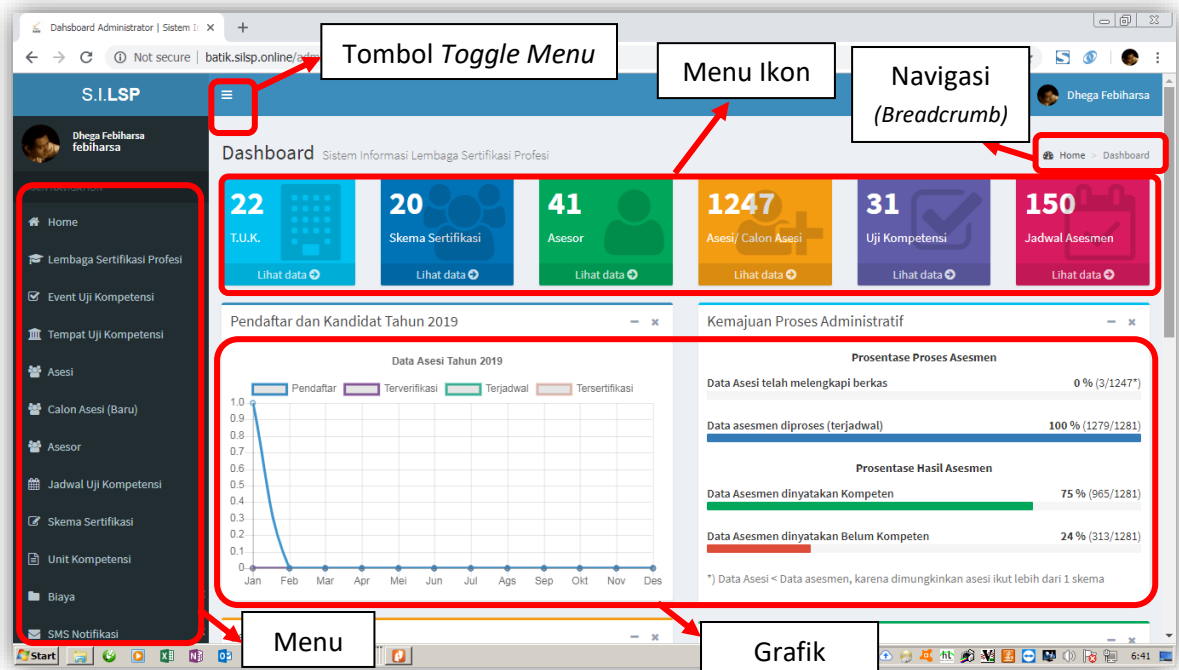 Dahsboard Administrator | Sistem I
Not secure | batik.silsp.online/adm
Tombol Toggle Menu
Menu Ikon
Navigasi
(Breadcrumb)
S.I.LSP
Dhega Febiharsa
Dhega Febiharsa
febiharsa
Dashboard Sistem Informasi Lembaga Sertifikasi Profesi
Home > Dashboard
Home
Lembaga Sertifikasi Profesi
Event Uji Kompetensi
Tempat Uji Kompetensi
Asesi
Calon Asesi (Baru)
Asesor
Jadwal Uji Kompetensi
Skema Sertifikasi
Unit Kompetensi
Biaya
SMS Notifikasi
22
T.U.K.
Lihat data
20
Skema Sertifikasi
Lihat data
41
Asesor
Lihat data
1247
Asesi/ Calon Asesi
Lihat data
31
Uji Kompetensi
Lihat data
150
Jadwal Asesmen
Lihat data
Pendaftar dan Kandidat Tahun 2019
Data Asesi Tahun 2019
Pendaftar Terverifikasi Terjadwal Tersertifikasi
1.0
0.9
0.8
0.7
0.6
0.5
0.4
0.3
0.2
0.1
0
Jan Feb Mar Apr Mei Jun Jul Ags Sep Okt Nov Des
Kemajuan Proses Administratif
Prosentase Proses Asesmen
Data Asesi telah melengkapi berkas 0 % (3/1247*)
Data asesmen diproses (terjadwal) 100 % (1279/1281)
Prosentase Hasil Asesmen
Data Asesmen dinyatakan Kompeten 75 % (965/1281)
Data Asesmen dinyatakan Belum Kompeten 24 % (313/1281)
*) Data Asesi < Data asesmen, karena dimungkinkan asesi ikut lebih dari 1 skema
Menu
Grafik
Start
6:41